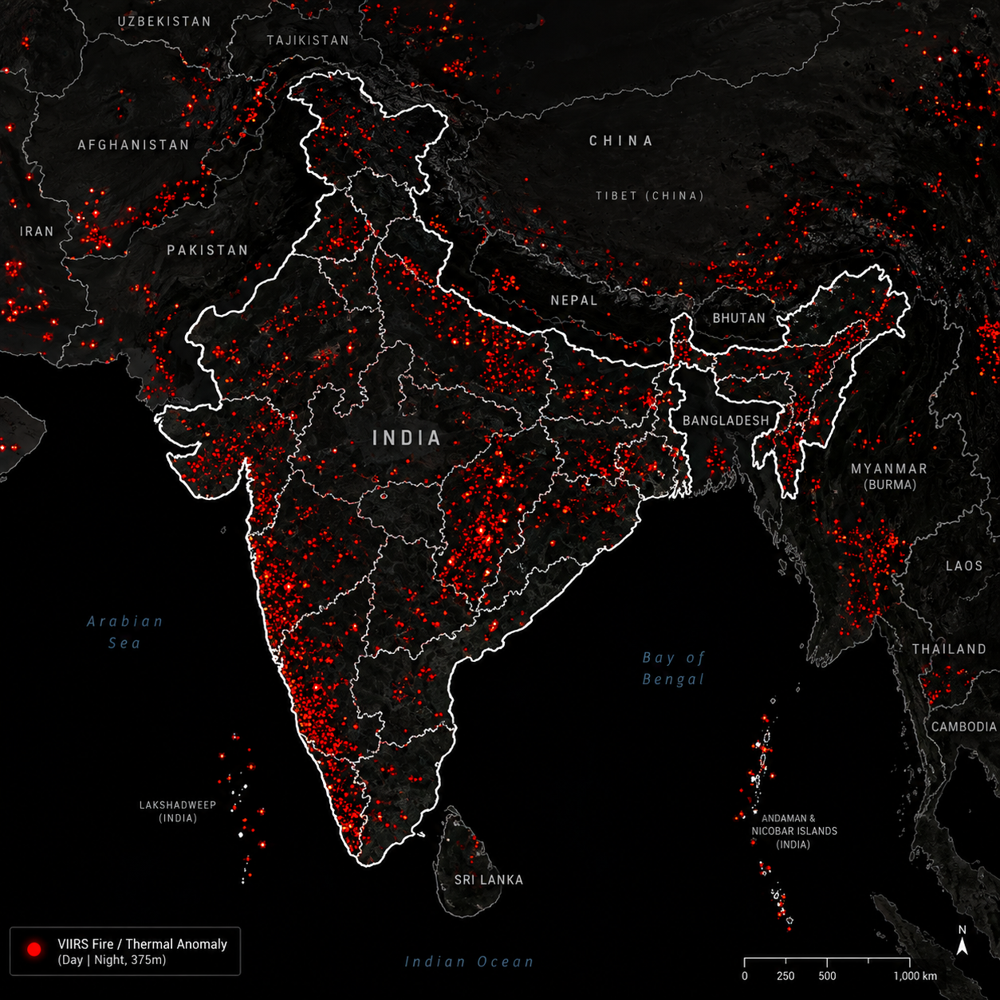 UZBEKISTAN
TAJIKISTAN
CHINA
AFGHANISTAN
TIBET (CHINA)
IRAN
PAKISTAN
NEPAL
BHUTAN
BANGLADESH
INDIA
MYANMAR
(BURMA)
LAOS
Arabian
Sea
Bay of
Bengal
THAILAND
CAMBODIA
LAKSHADWEEP
(INDIA)
ANDAMAN &
NICOBAR ISLANDS
(INDIA)
SRI LANKA
VIIRS Fire / Thermal Anomaly
(Day | Night, 375m)
Indian Ocean
N
0 250 500 1,000 km